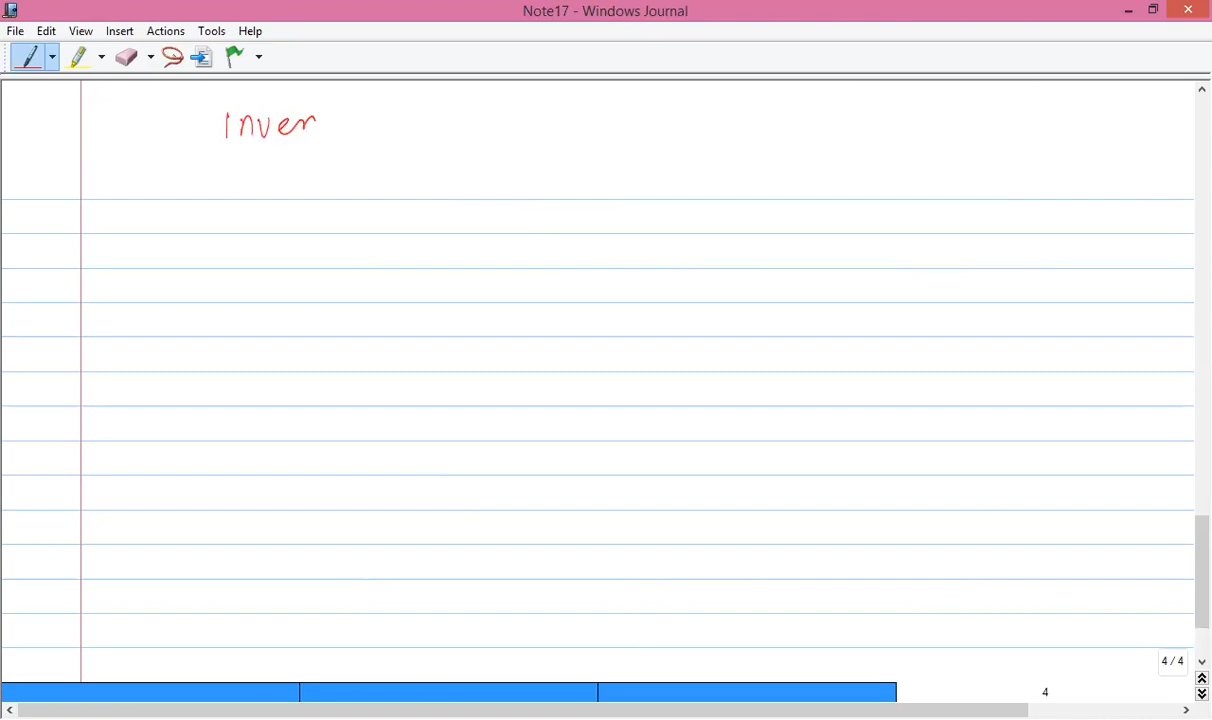 Note17 - Windows Journal
File Edit View Insert Actions Tools Help
Inver
4 / 4
4